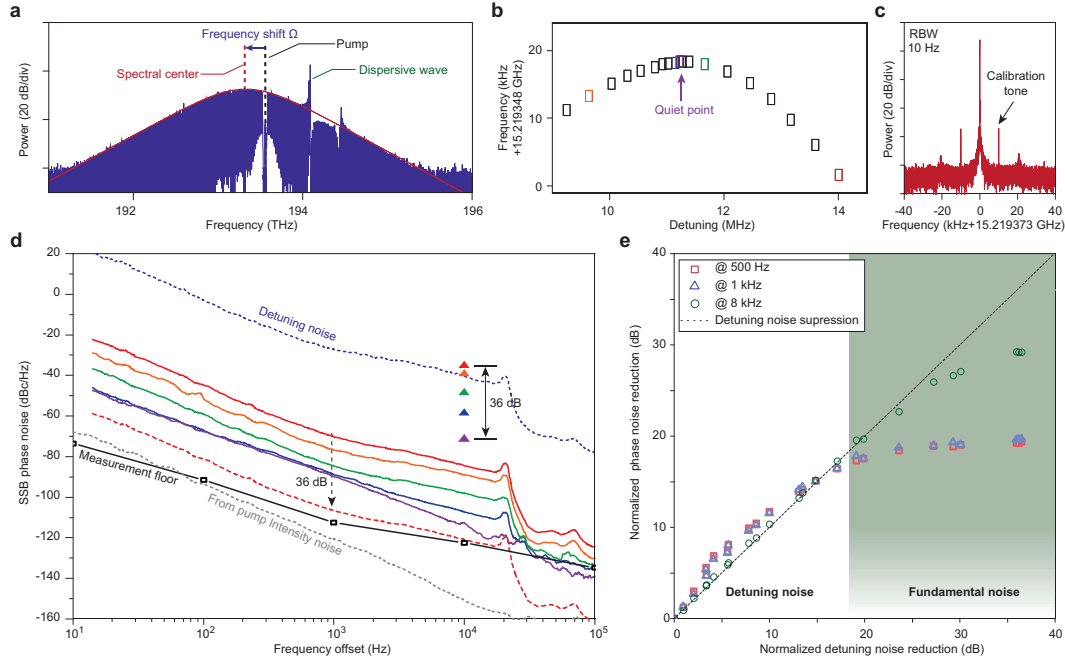 a
Frequency shift Ω
Pump
Spectral center
Dispersive wave
Power (20 dB/div)
192
194
196
Frequency (THz)
b
Frequency (kHz
+15.219348 GHz)
20
10
0
Quiet point
10
12
14
Detuning (MHz)
c
RBW
10 Hz
Calibration
tone
Power (20 dB/div)
-40
-20
0
20
40
Frequency (kHz+15.219373 GHz)
d
SSB phase noise (dBc/Hz)
20
0
-20
-40
-60
-80
-100
-120
-140
-160
Detuning noise
36 dB
36 dB
Measurement floor
From pump Intensity noise
10¹
10²
10³
10⁴
10⁵
Frequency offset (Hz)
e
Normalized phase noise reduction (dB)
40
30
20
10
0
@ 500 Hz
@ 1 kHz
@ 8 kHz
Detuning noise supression
Detuning noise
Fundamental noise
0
10
20
30
40
Normalized detuning noise reduction (dB)